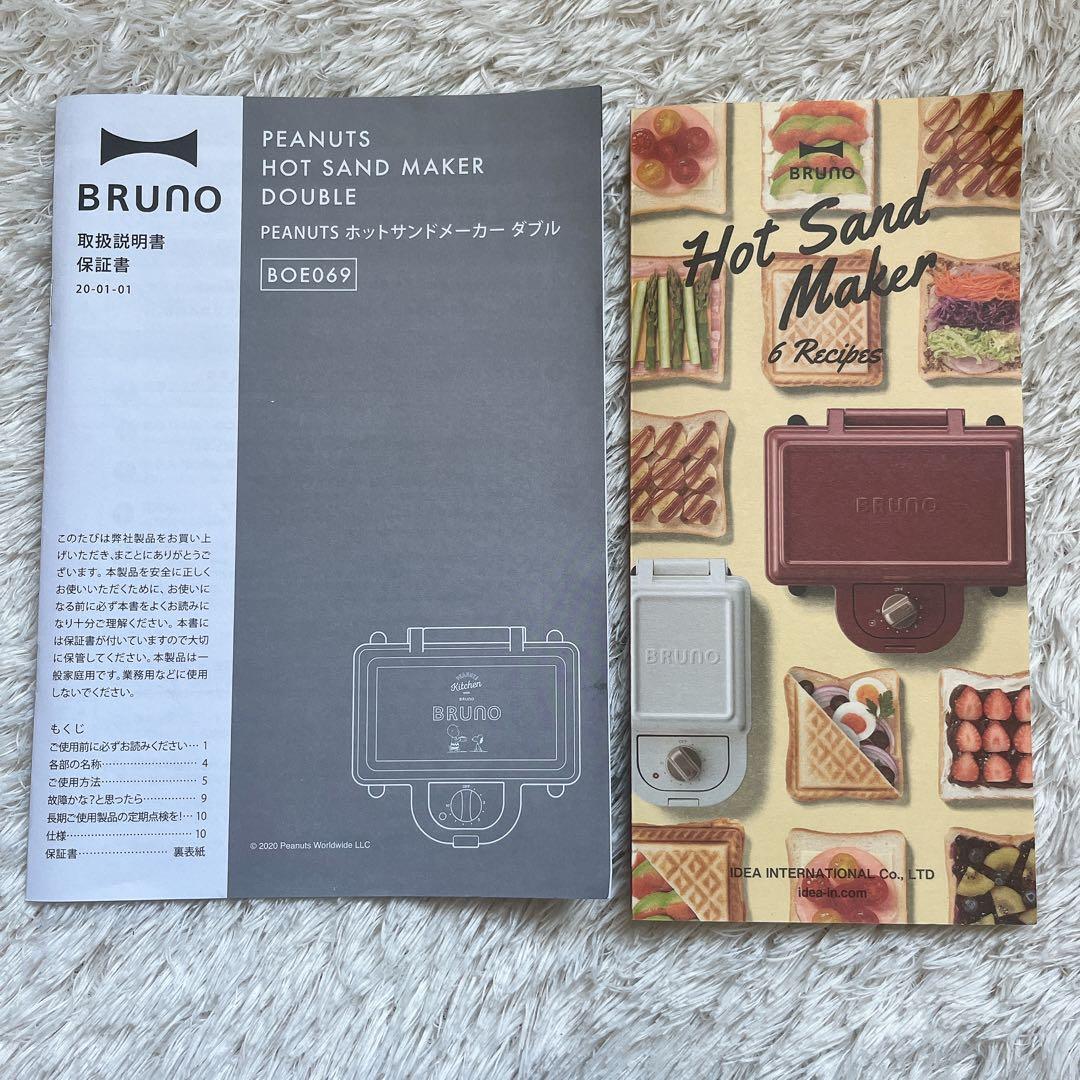 BRUNO
取扱説明書
保証書
20-01-01
PEANUTS
HOT SAND MAKER
DOUBLE
PEANUTS ホットサンドメーカー ダブル
BOE069
このたびは弊社製品をお買い上
げいただき、まことにありがとうご
ざいます。本製品を安全に正しく
お使いいただくために、お使いに
なる前に必ず本書をよくお読みに
なり十分ご理解ください。本書に
は保証書が付いていますので大切
に保管してください。本製品は一
般家庭用です。業務用などに使用
しないでください。
もくじ
ご使用前に必ずお読みください… 1
各部の名称………………………… 4
ご使用方法………………………… 5
故障かな?と思ったら…………… 9
長期ご使用製品の定期点検を!… 10
仕様………………………………… 10
保証書……………………… 裏表紙
PEANUTS
Kitchen
BRUNO
BRUNO
OFF
© 2020 Peanuts Worldwide LLC
BRUNO
Hot Sand
Maker
6 Recipes
BRUNO
OFF
BRUNO
OFF
IDEA INTERNATIONAL Co., LTD
idea-in.com